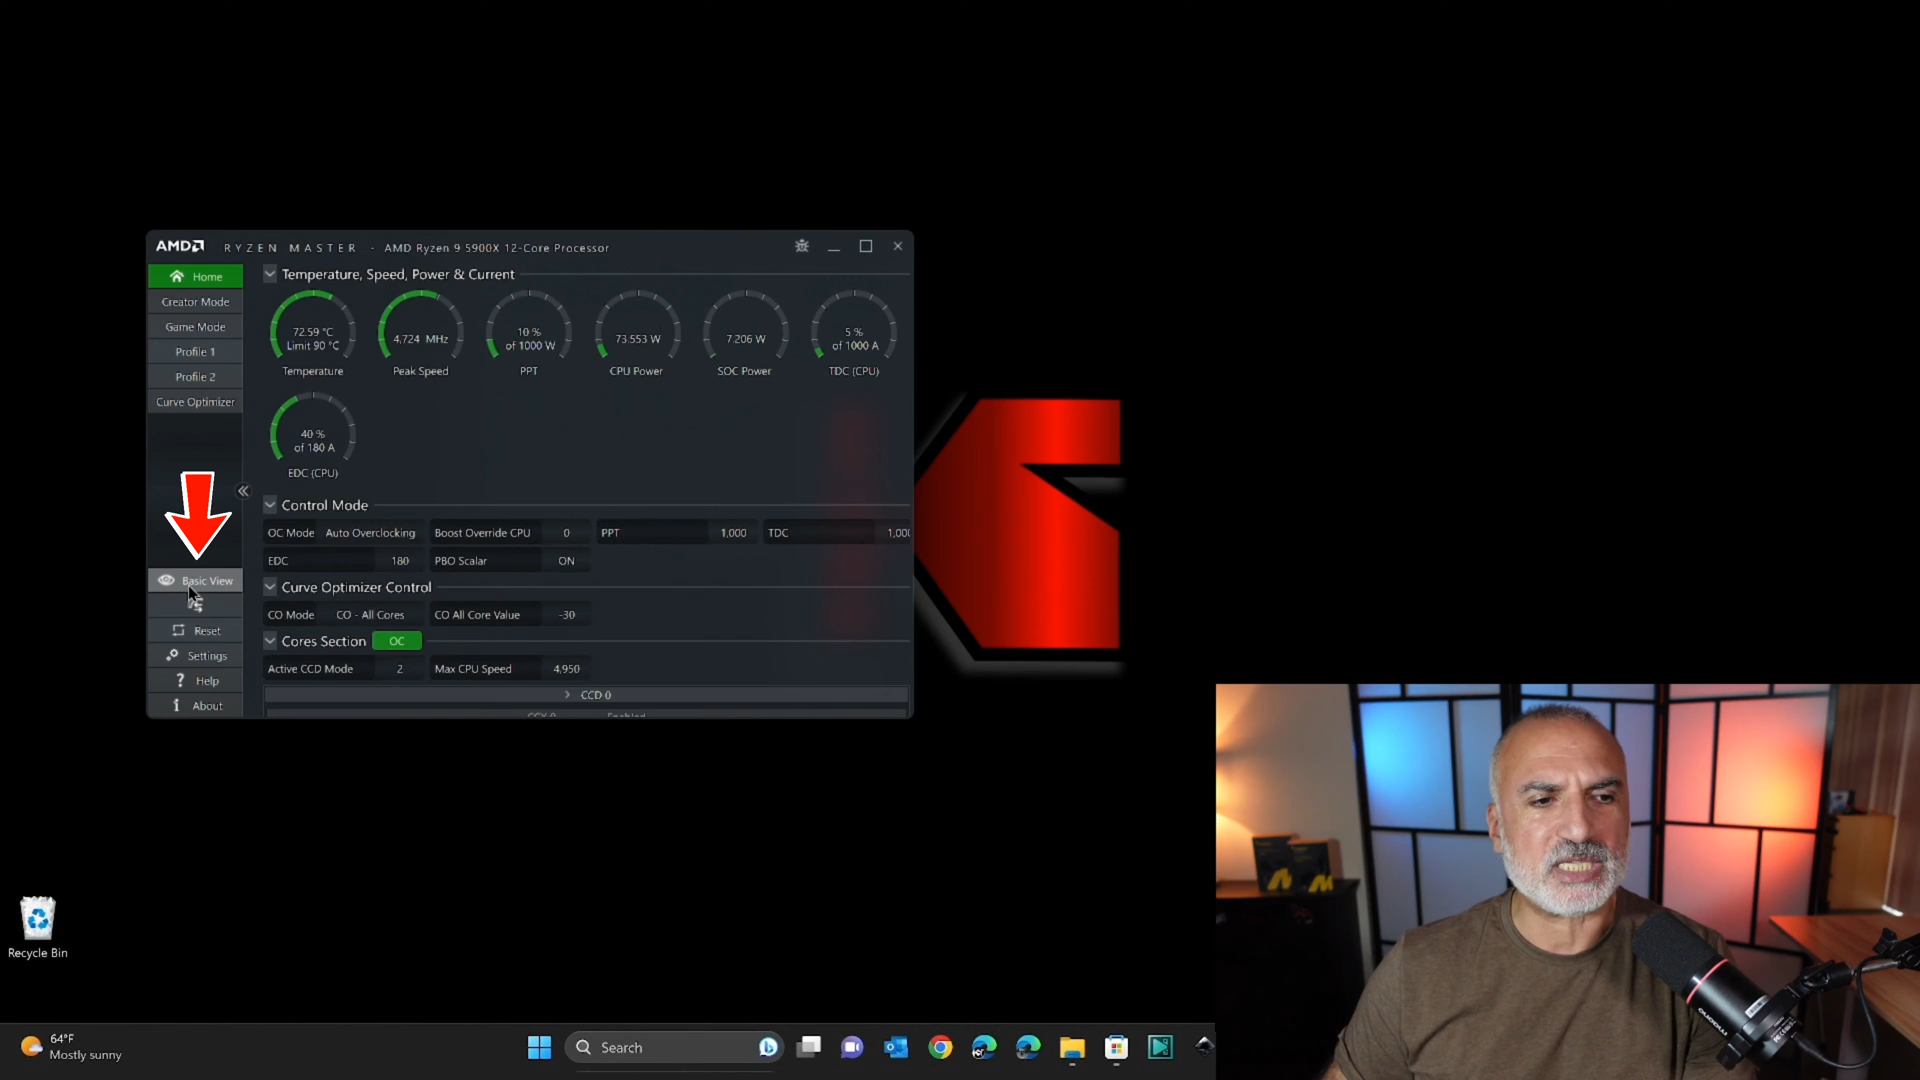 AMD RYZEN MASTER - AMD Ryzen 9 5900X 12-Core Processor
Home
Creator Mode
Game Mode
Profile 1
Profile 2
Curve Optimizer
Basic View
Reset
Settings
Help
About
Temperature, Speed, Power & Current
72.59 °C
Limit 90 °C
Temperature
4,724 MHz
Peak Speed
10 %
of 1000 W
PPT
73.553 W
CPU Power
7.206 W
SOC Power
5 %
of 1000 A
TDC (CPU)
40 %
of 180 A
EDC (CPU)
Control Mode
OC Mode Auto Overclocking Boost Override CPU 0 PPT 1,000 TDC 1,000
EDC 180 PBO Scalar ON
Curve Optimizer Control
CO Mode CO - All Cores CO All Core Value -30
Cores Section OC
Active CCD Mode 2 Max CPU Speed 4,950
CCD 0
Recycle Bin
64°F
Mostly sunny
Search